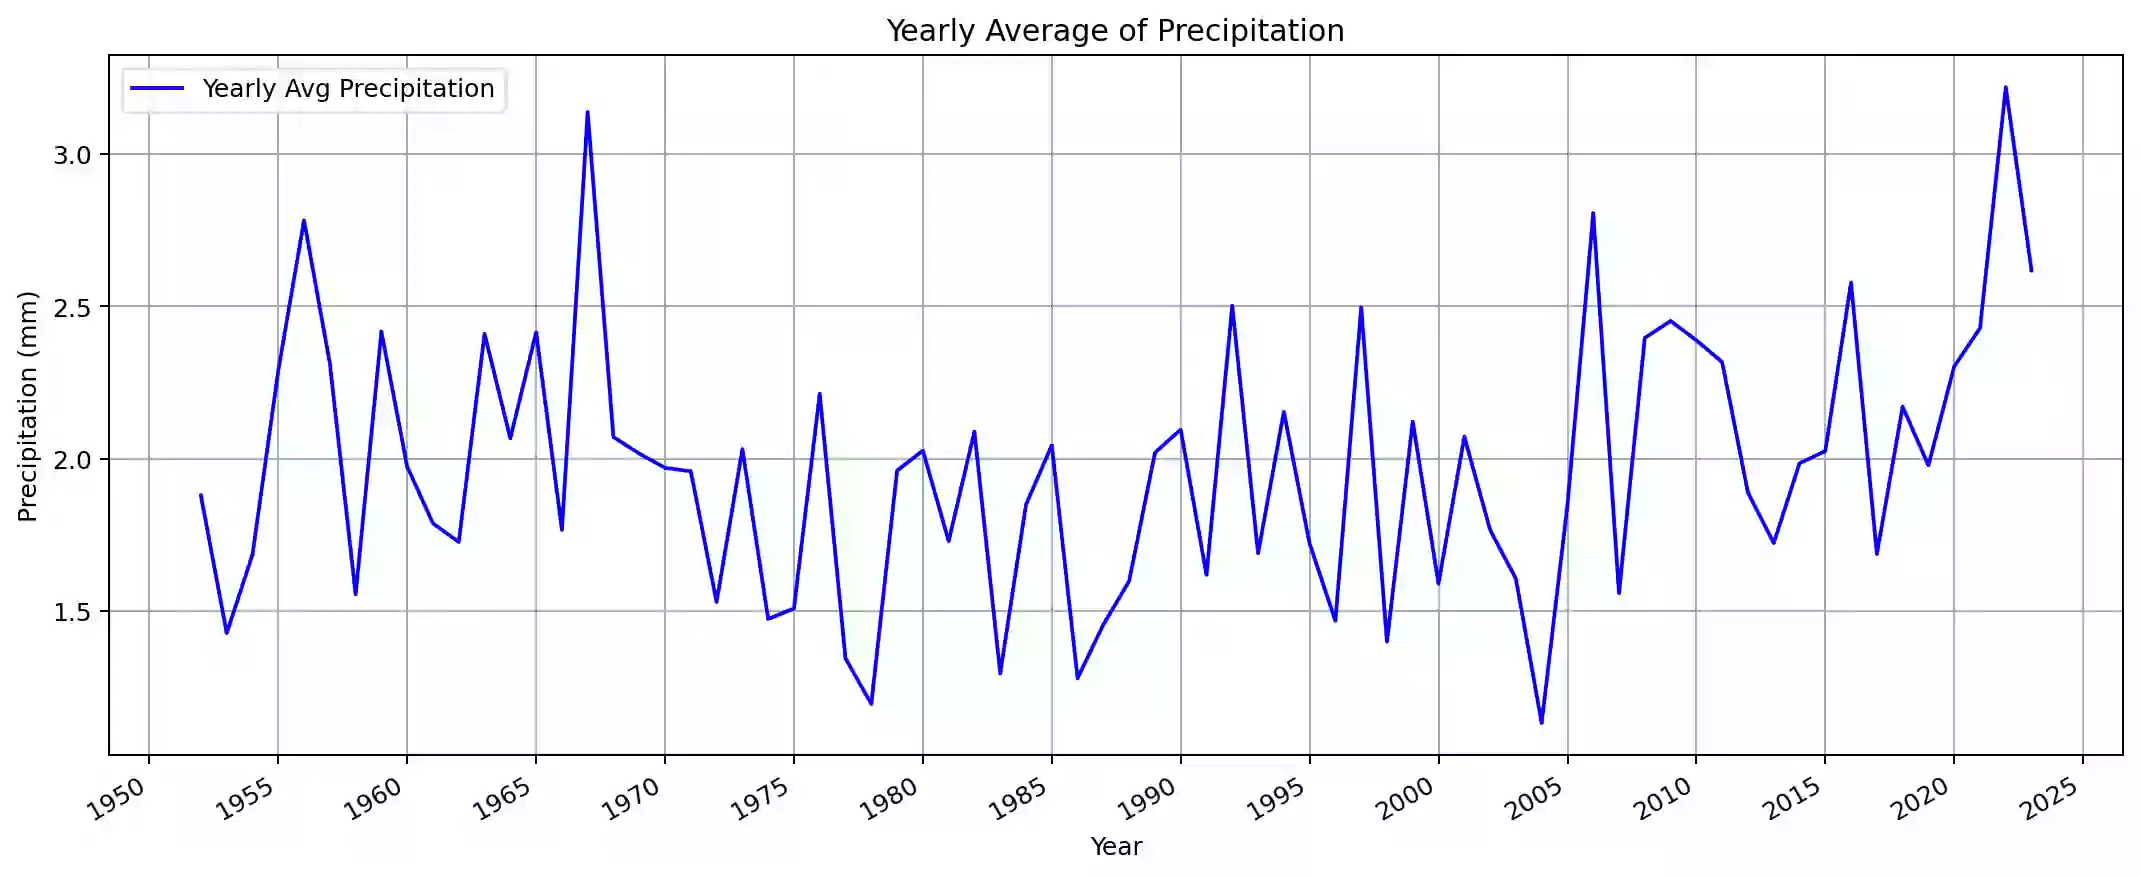 Yearly Average of Precipitation
Yearly Avg Precipitation
Precipitation (mm)
3.0
2.5
2.0
1.5
1950 1955 1960 1965 1970 1975 1980 1985 1990 1995 2000 2005 2010 2015 2020 2025
Year